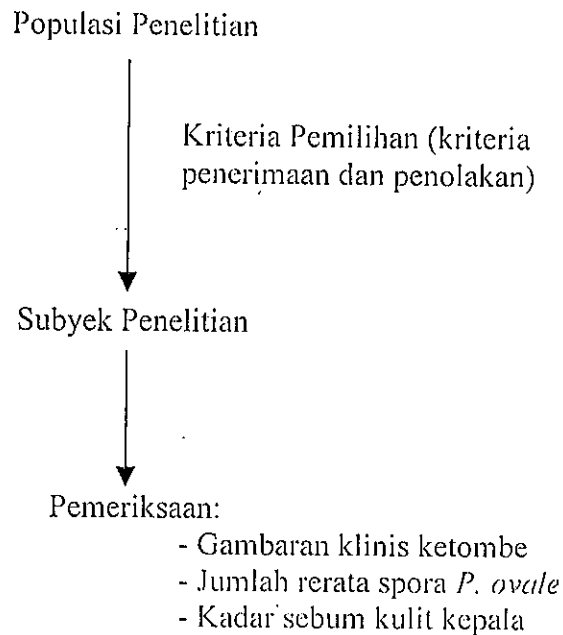 Populasi Penelitian
Kriteria Pemilihan (kriteria
penerimaan dan penolakan)
Subyek Penelitian
Pemeriksaan:
- Gambaran klinis ketombe
- Jumlah rerata spora P. ovale
- Kadar sebum kulit kepala